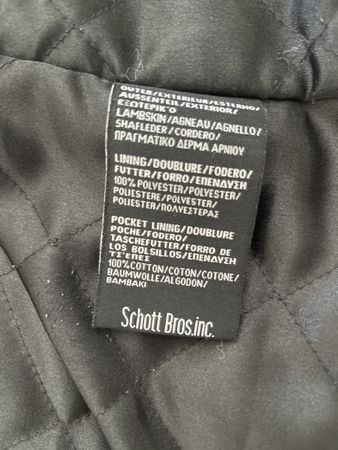 OUTER/EXTERIEUR/ESTERNO/
AUSSENTEIL/EXTERIOR/
ΕΞΩΤΕΡΙΚΟ
LAMBSKIN/AGNEAU/AGNELLO/
SHAFLEDER/CORDERO/
ΠΡΑΓΜΑΤΙΚΟ ΔΕΡΜΑ ΑΡΝΙΟΥ
LINING/DOUBLURE/FODERO/
FUTTER/FORRO/ΕΠΕΝΔΥΣΗ
100% POLYESTER/POLYESTER/
POLIESTERE/POLYESTER/
POLIESTER/ΠΟΛΥΕΣΤΕΡΑΣ
POCKET LINING/DOUBLURE
POCHE/FODERO/
TASCHEFUTTER/FORRO DE
LOS BOLSILLOS/ΕΠΕΝΔΥΣΗ
ΤΣΈΠΕΣ
100%COTTON/COTON/COTONE/
BAUMWOLLE/ALGODON/
ΒΑΜΒΑΚΙ
Schott Bros.inc.